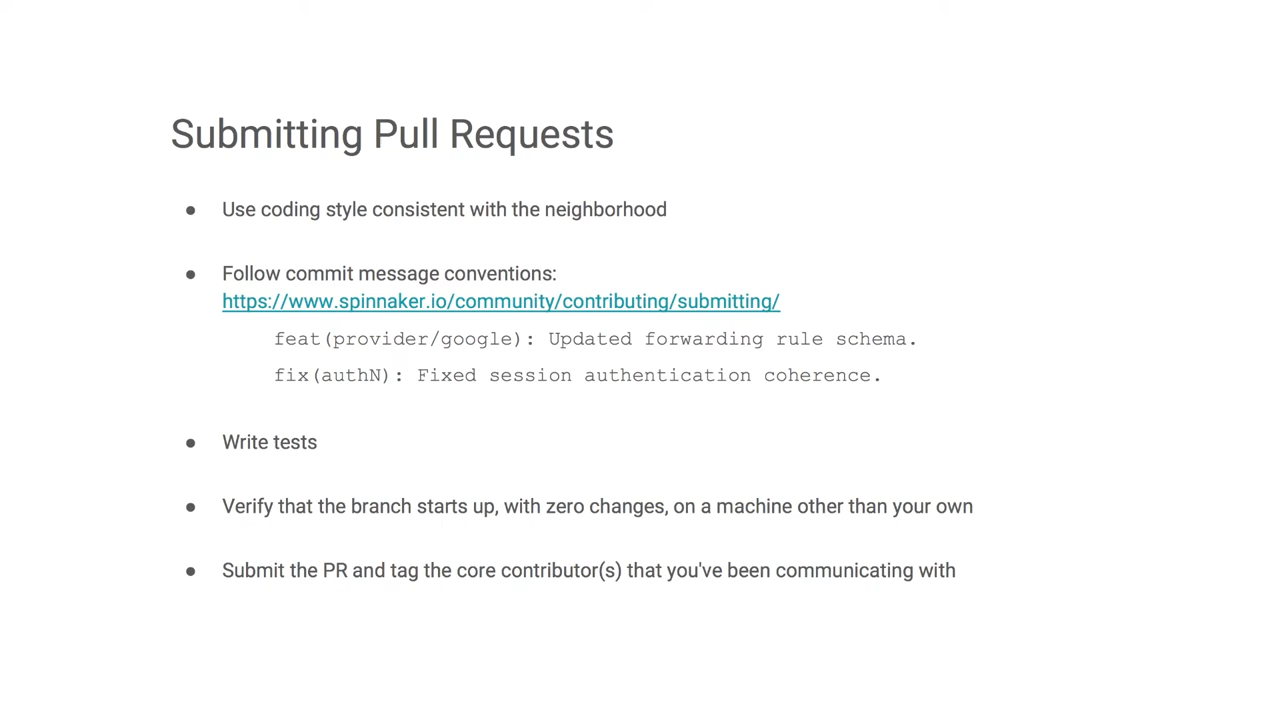 Submitting Pull Requests
● Use coding style consistent with the neighborhood
● Follow commit message conventions:
https://www.spinnaker.io/community/contributing/submitting/
feat(provider/google): Updated forwarding rule schema.
fix(authN): Fixed session authentication coherence.
● Write tests
● Verify that the branch starts up, with zero changes, on a machine other than your own
● Submit the PR and tag the core contributor(s) that you've been communicating with